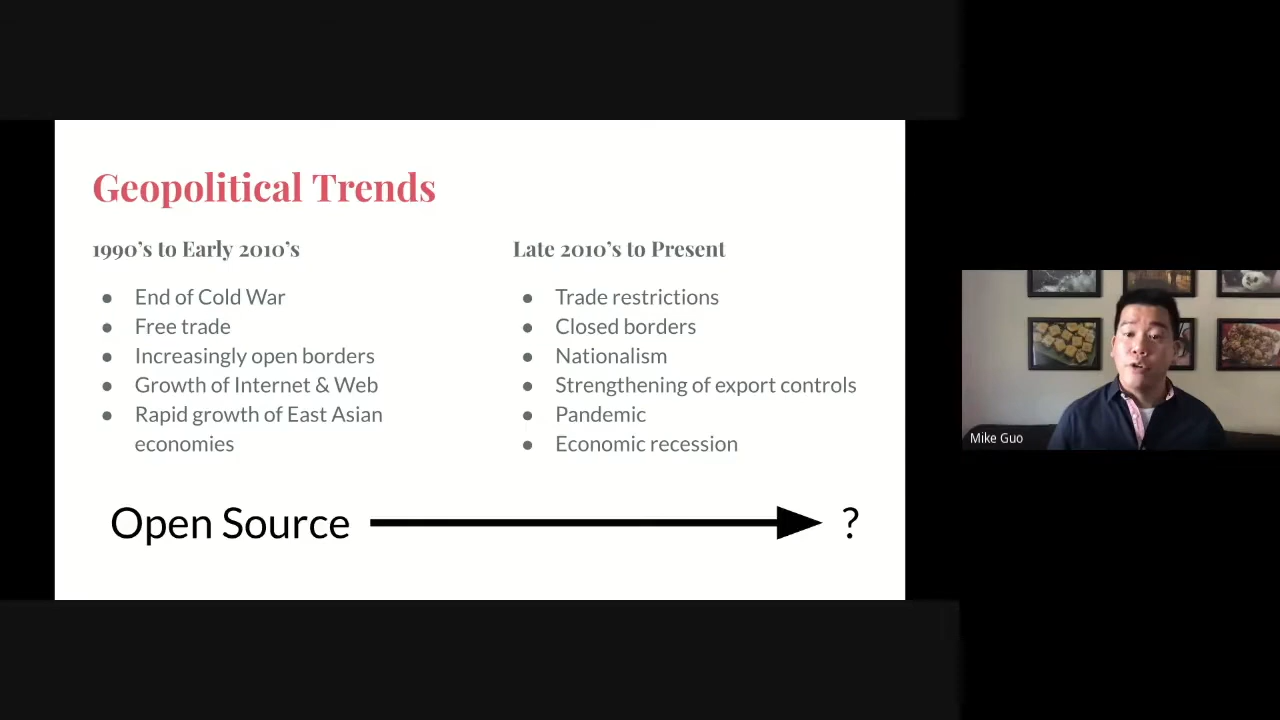 Geopolitical Trends
1990's to Early 2010's
● End of Cold War
● Free trade
● Increasingly open borders
● Growth of Internet & Web
● Rapid growth of East Asian
economies
Late 2010's to Present
● Trade restrictions
● Closed borders
● Nationalism
● Strengthening of export controls
● Pandemic
● Economic recession
Open Source
?
Mike Guo